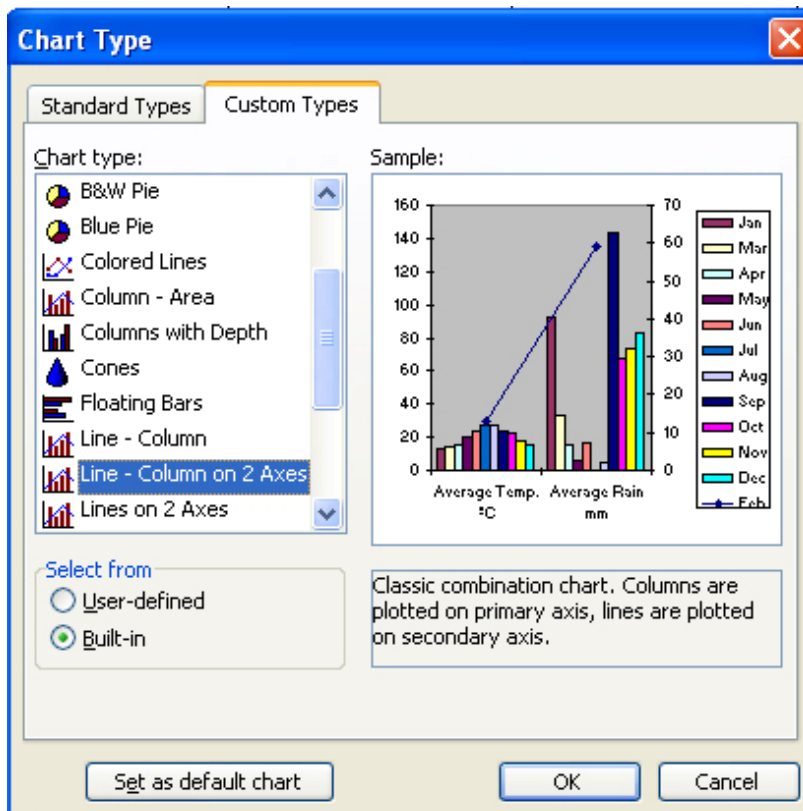 Chart Type
Standard Types
Custom Types
Chart type:
B&W Pie
Blue Pie
Colored Lines
Column - Area
Columns with Depth
Cones
Floating Bars
Line - Column
Line - Column on 2 Axes
Lines on 2 Axes
Sample:
160
140
120
100
80
60
40
20
0
70
60
50
40
30
20
10
0
Average Temp. °C
Average Rain mm
Jan
Mar
Apr
May
Jun
Jul
Aug
Sep
Oct
Nov
Dec
Feb
Select from
User-defined
Built-in
Classic combination chart. Columns are
plotted on primary axis, lines are plotted
on secondary axis.
Set as default chart
OK
Cancel